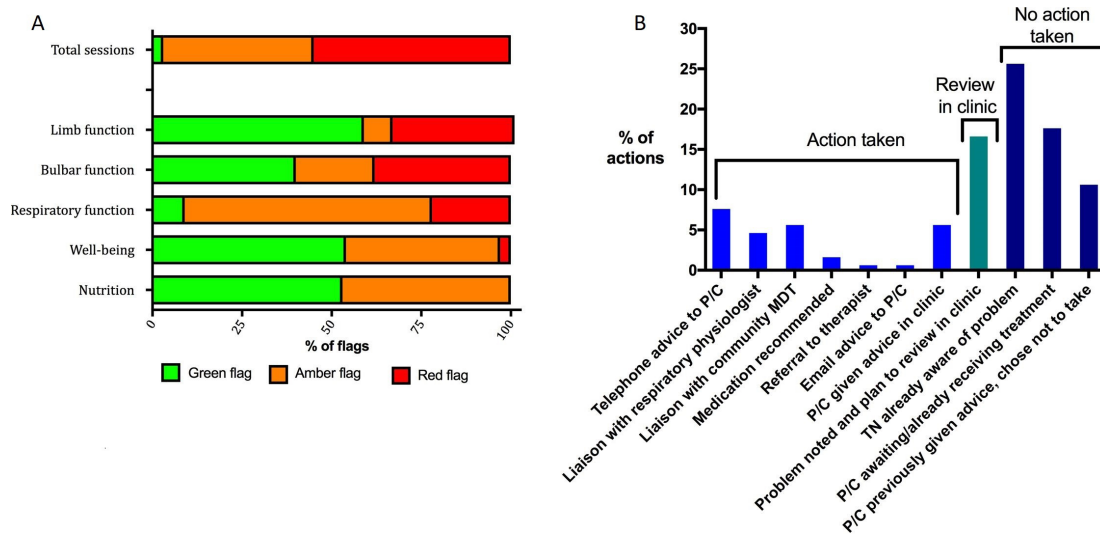 A
Total sessions
Limb function
Bulbar function
Respiratory function
Well-being
Nutrition
0
25
50
75
100
% of flags
Green flag
Amber flag
Red flag
B
30
25
20
15
10
5
0
% of
actions
Action taken
Review
in clinic
No action
taken
Telephone advice to P/C
Liaison with respiratory physiologist
Liaison with community MDT
Medication recommended
Referral to therapist
Email advice to P/C
P/C given advice in clinic
Problem noted and plan to review in clinic
TN already aware of problem
P/C awaiting/already receiving treatment
P/C previously given advice, chose not to take